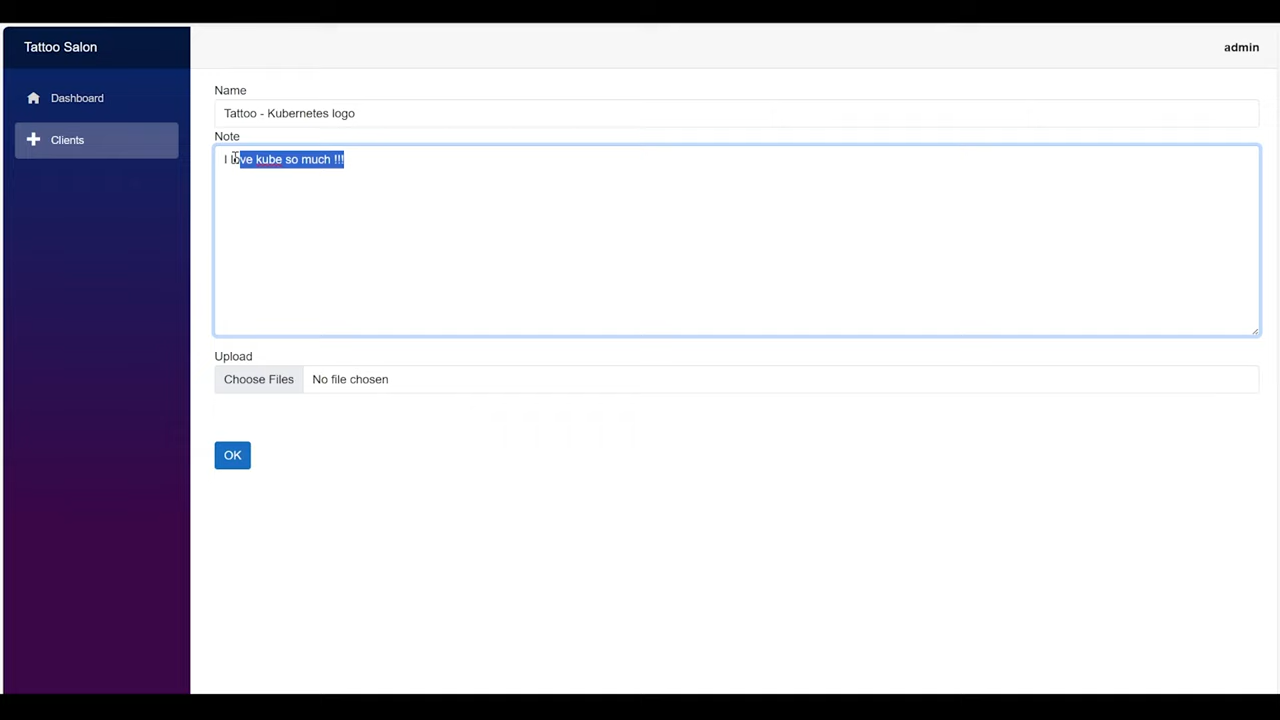 Tattoo Salon
admin
Dashboard
Clients
Name
Tattoo - Kubernetes logo
Note
I love kube so much !!!
Upload
Choose Files No file chosen
OK